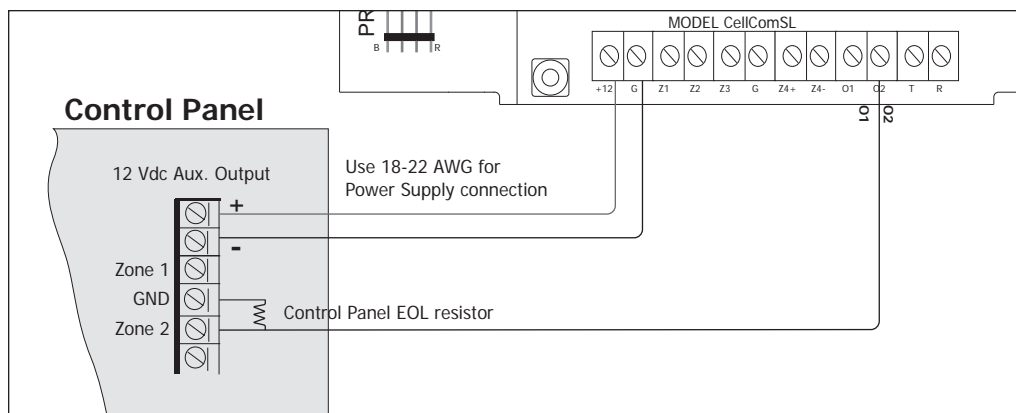 PR
B R
MODEL CellComSL
+12 G Z1 Z2 Z3 G Z4+ Z4- O1 O2 T R
O1 O2
Control Panel
12 Vdc Aux. Output
Use 18-22 AWG for
Power Supply connection
+
-
Zone 1
GND
Control Panel EOL resistor
Zone 2